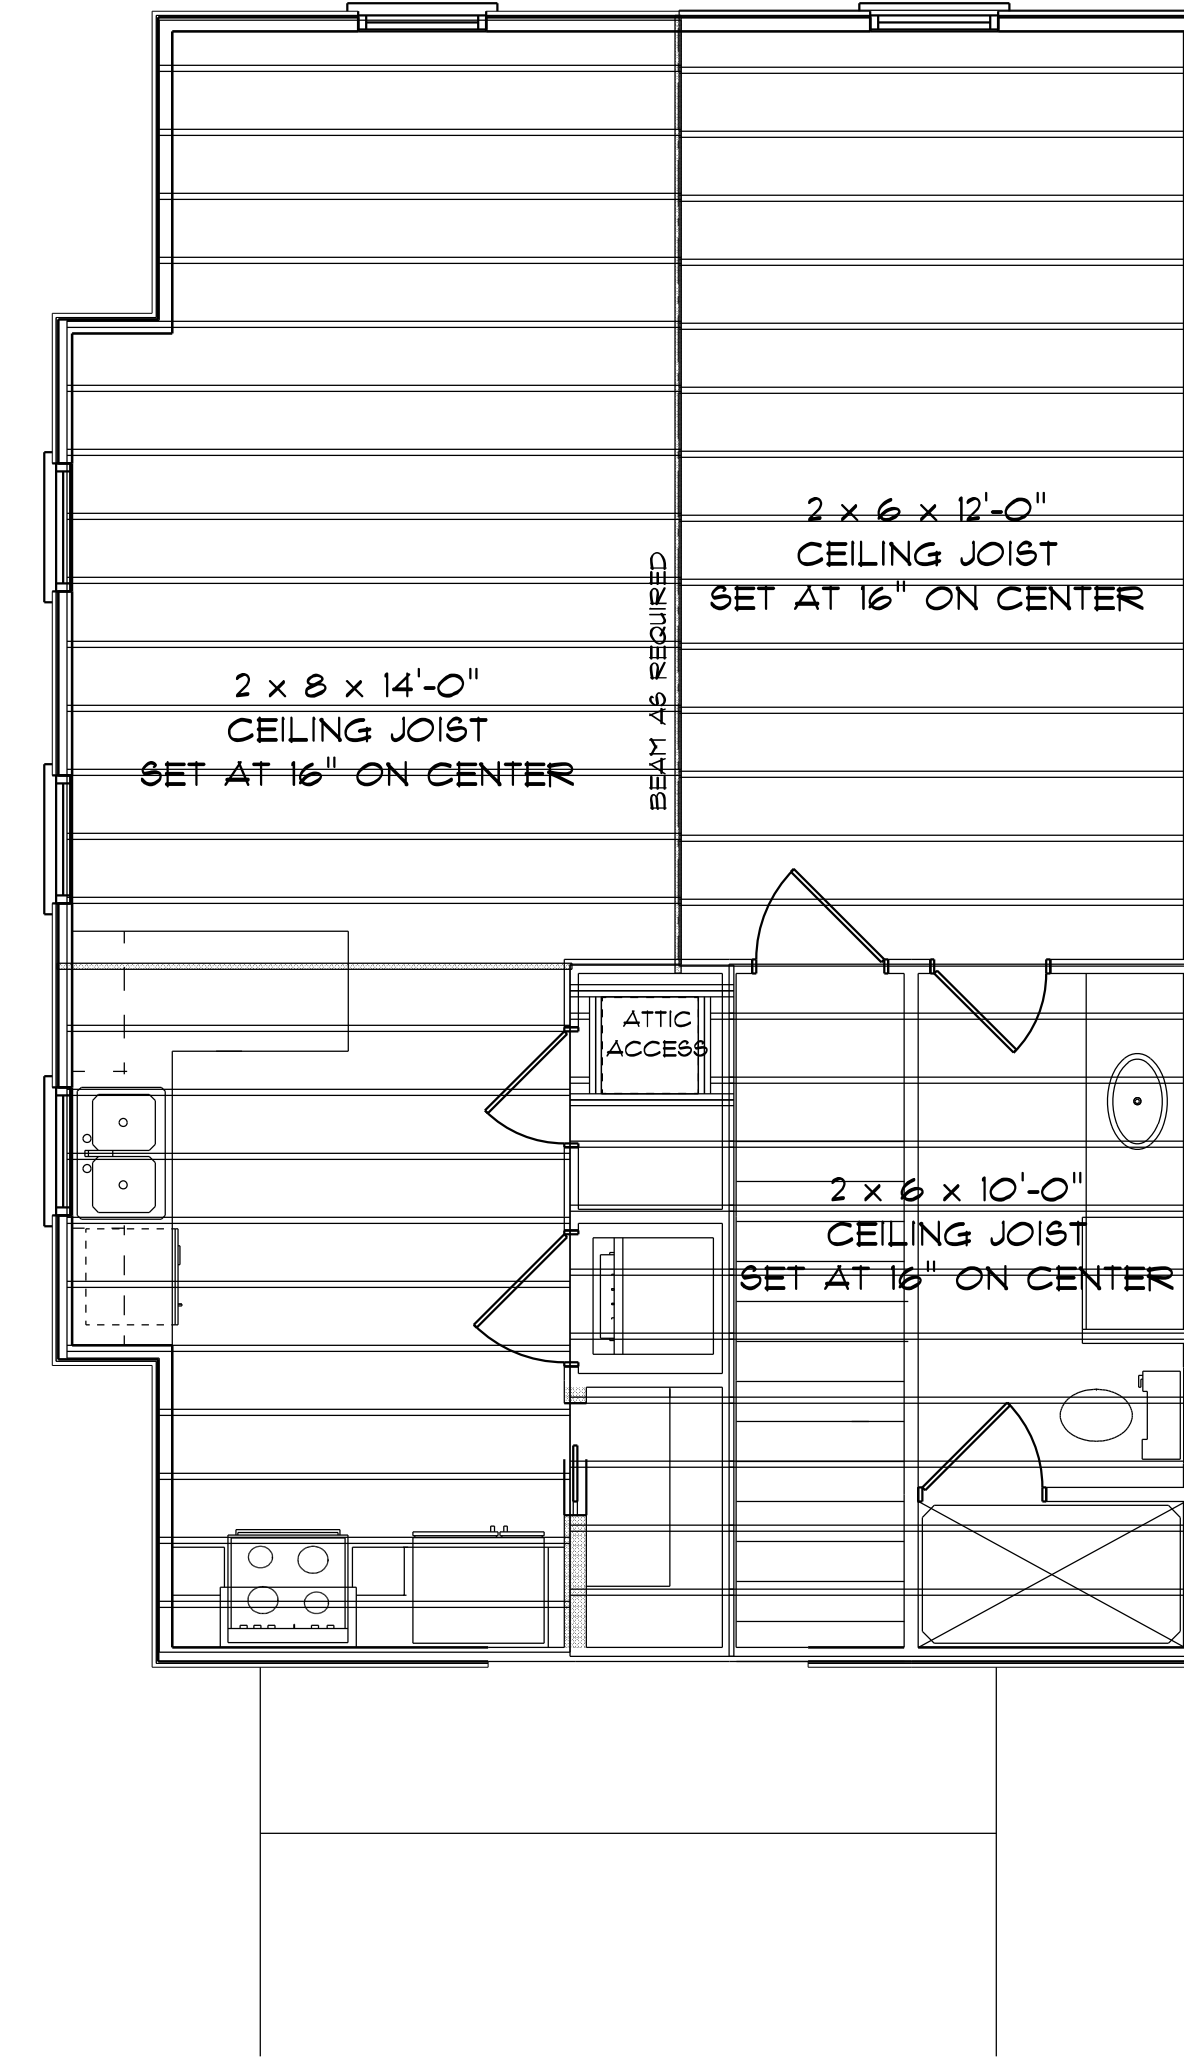 2 x 6 x 12'-0"
CEILING JOIST
SET AT 16" ON CENTER
BEAM AS REQUIRED
2 x 8 x 14'-0"
CEILING JOIST
SET AT 16" ON CENTER
ATTIC
ACCESS
2 x 6 x 10'-0"
CEILING JOIST
SET AT 16" ON CENTER